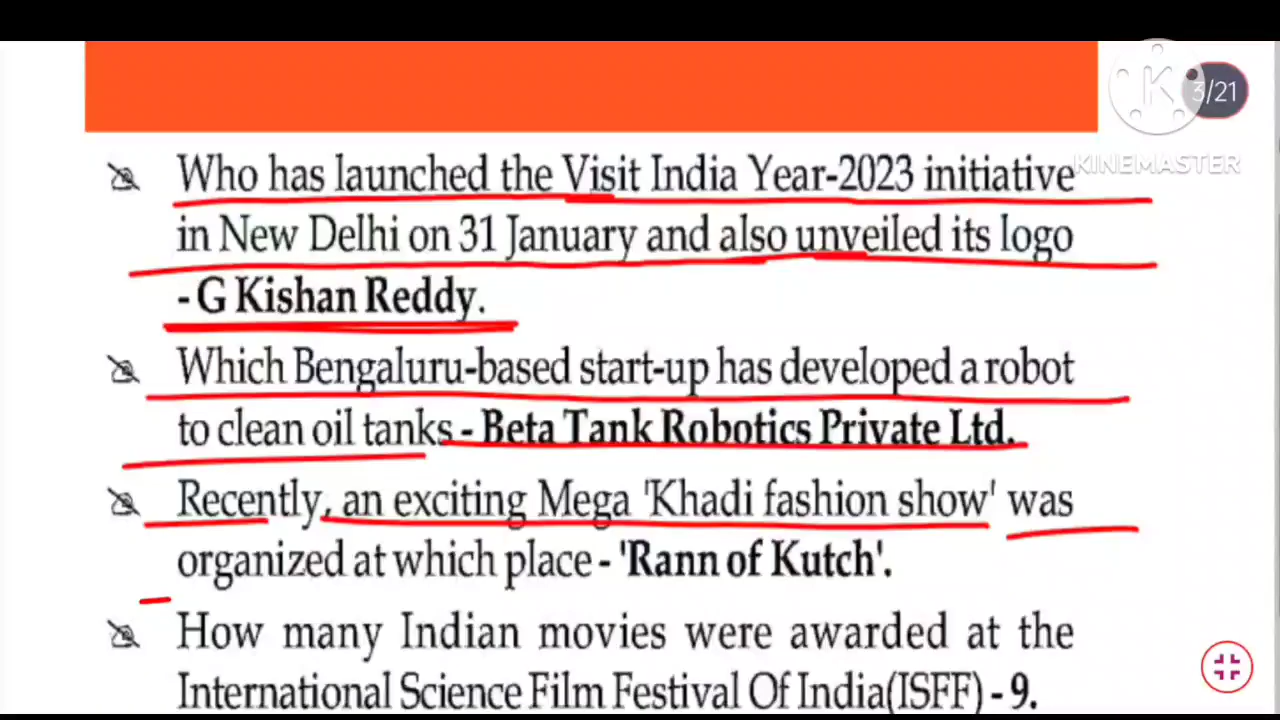 3/21
KINEMASTER
Who has launched the Visit India Year-2023 initiative
in New Delhi on 31 January and also unveiled its logo
- G Kishan Reddy.
Which Bengaluru-based start-up has developed a robot
to clean oil tanks - Beta Tank Robotics Private Ltd.
Recently, an exciting Mega 'Khadi fashion show' was
organized at which place - 'Rann of Kutch'.
How many Indian movies were awarded at the
International Science Film Festival Of India(ISFF) - 9.